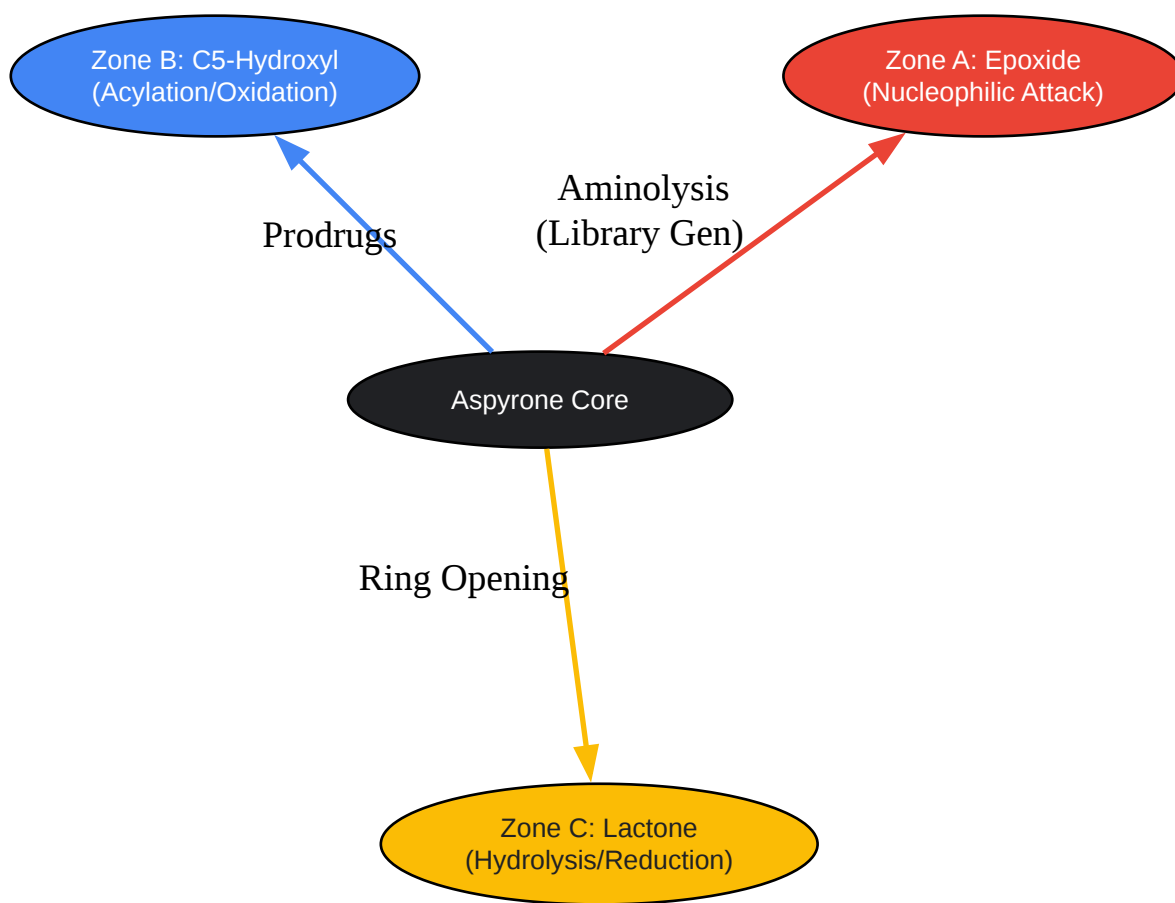 Zone B: C5-Hydroxyl
(Acylation/Oxidation)
Zone A: Epoxide
(Nucleophilic Attack)
Prodrugs
Aminolysis
(Library Gen)
Aspyrone Core
Ring Opening
Zone C: Lactone
(Hydrolysis/Reduction)